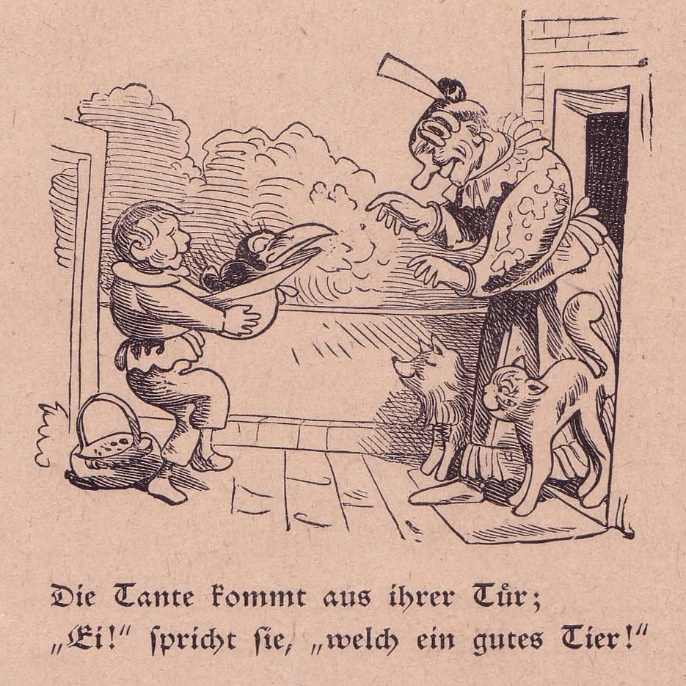 Die Tante kommt aus ihrer Tür;
„Ei!“ spricht sie, „welch ein gutes Tier!“